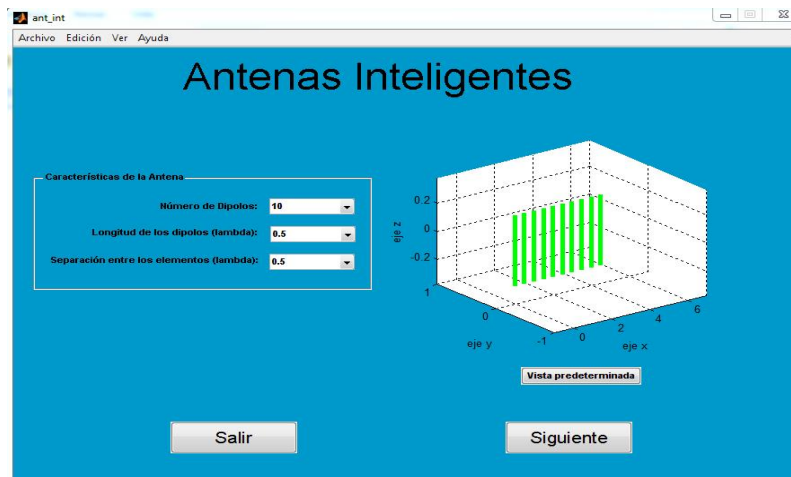 ant_int
Archivo Edición Ver Ayuda
Antenas Inteligentes
Características de la Antena
Número de Dipolos: 10
Longitud de los dipolos (lambda): 0.5
Separación entre los elementos (lambda): 0.5
0.2
0
-0.2
eje z
1
0
-1
eje y
0
2
4
6
eje x
Vista predeterminada
Salir
Siguiente